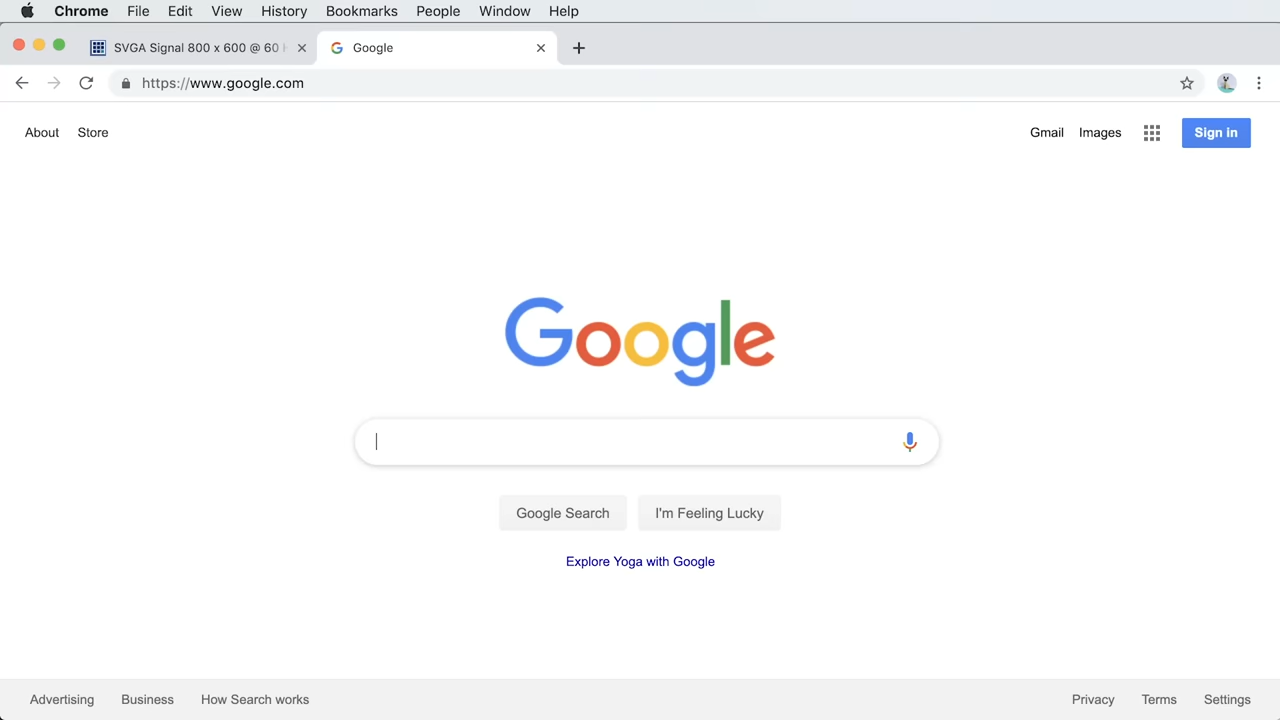 Chrome File Edit View History Bookmarks People Window Help
SVGA Signal 800 x 600 @ 60 Google
https://www.google.com
About Store Gmail Images Sign in
Google
Google Search I'm Feeling Lucky
Explore Yoga with Google
Advertising Business How Search works Privacy Terms Settings